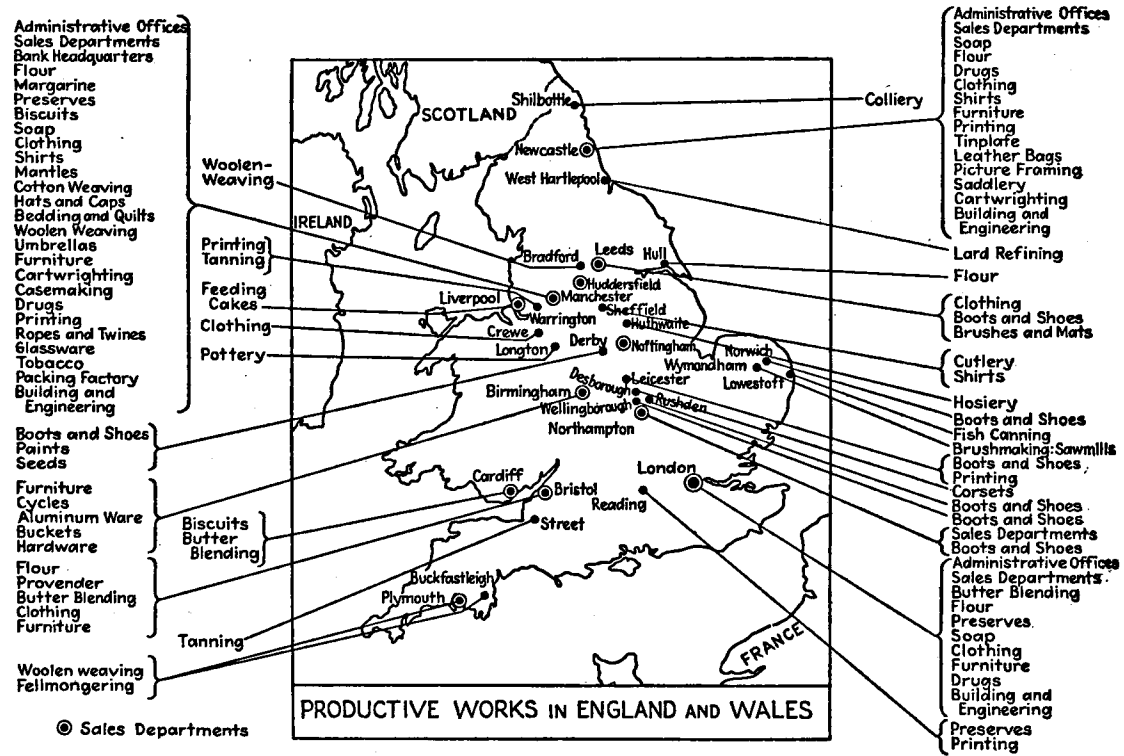 Administrative Offices
Sales Departments
Bank Headquarters
Flour
Margarine
Preserves
Biscuits
Soap
Clothing
Shirts
Mantles
Cotton Weaving
Hats and Caps
Bedding and Quilts
Woolen Weaving
Umbrellas
Furniture
Cartwrighting
Casemaking
Drugs
Printing
Ropes and Twines
Glassware
Tobacco
Packing Factory
Building and
Engineering
Boots and Shoes
Paints
Seeds
Furniture
Cycles
Aluminum Ware
Buckets
Hardware
Flour
Provender
Butter Blending
Clothing
Furniture
Woolen weaving
Fellmongering
Sales Departments
Woolen-
Weaving
Printing
Tanning
Feeding
Cakes
Clothing
Pottery
Biscuits
Butter
Blending
Tanning
SCOTLAND
IRELAND
Shilbottle
Newcastle
West Hartlepool
Bradford
Leeds
Hull
Huddersfield
Liverpool
Manchester
Sheffield
Warrington
Huthwaite
Crewe
Derby
Nottingham
Longton
Norwich
Wymondham
Lowestoft
Leicester
Desborough
Birmingham
Rushden
Wellingborough
Northampton
London
Cardiff
Bristol
Reading
Street
Buckfastleigh
Plymouth
FRANCE
PRODUCTIVE WORKS IN ENGLAND AND WALES
Administrative Offices
Sales Departments
Soap
Flour
Drugs
Clothing
Shirts
Furniture
Printing
Tinplate
Leather Bags
Picture Framing
Saddlery
Cartwrighting
Building and
Engineering
Colliery
Lard Refining
Flour
Clothing
Boots and Shoes
Brushes and Mats
Cutlery
Shirts
Hosiery
Boots and Shoes
Fish Canning
Brushmaking: Sawmills
Boots and Shoes
Printing
Corsets
Boots and Shoes
Boots and Shoes
Sales Departments
Boots and Shoes
Administrative Offices
Sales Departments.
Butter Blending
Flour
Preserves
Soap
Clothing
Furniture
Drugs
Building and
Engineering
Preserves
Printing